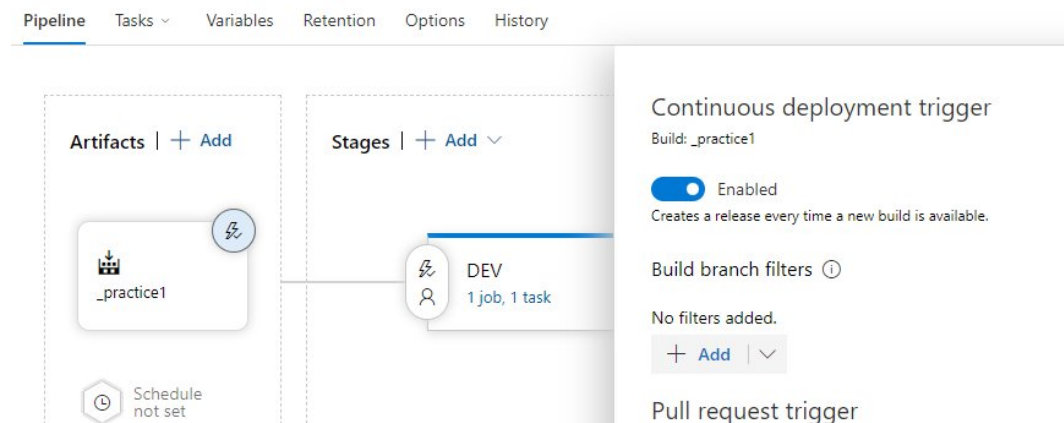 Pipeline Tasks Variables Retention Options History
Artifacts | + Add
Stages | + Add
_practice1
Schedule
not set
DEV
1 job, 1 task
Continuous deployment trigger
Build: _practice1
Enabled
Creates a release every time a new build is available.
Build branch filters
No filters added.
+ Add
Pull request trigger